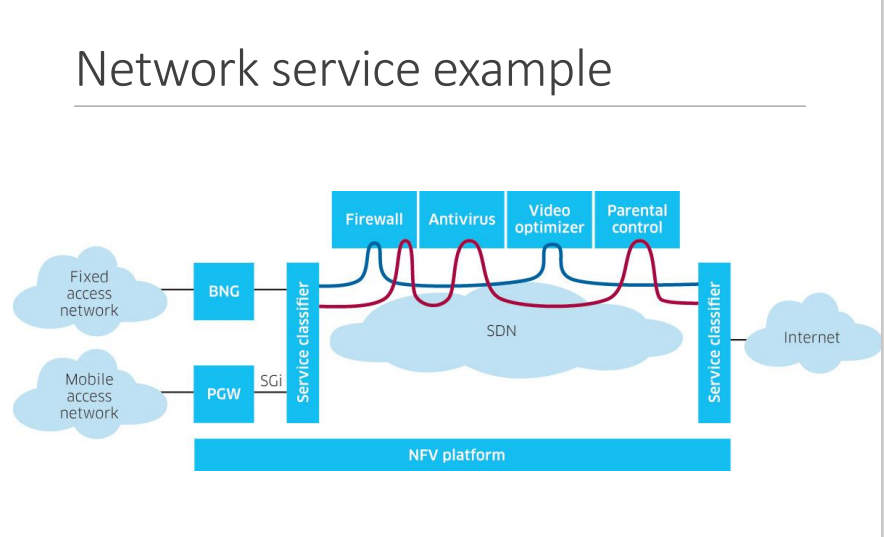 Network service example
Firewall
Antivirus
Video
optimizer
Parental
control
Fixed
access
network
BNG
Service classifier
SDN
Service classifier
Internet
Mobile
access
network
PGW
SGi
NFV platform